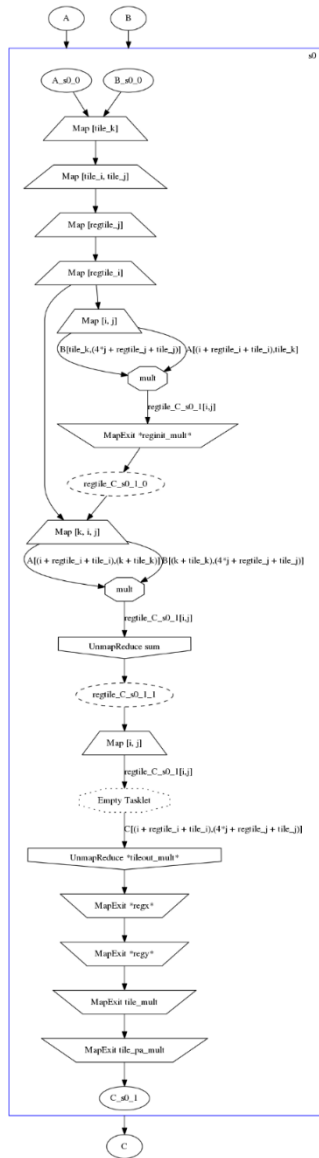 A
B
s0
A_s0_0
B_s0_0
Map [tile_k]
Map [tile_i, tile_j]
Map [regtile_j]
Map [regtile_i]
Map [i, j]
B[tile_k,(4*j + regtile_j + tile_j)]
A[(i + regtile_i + tile_i),tile_k]
mult
regtile_C_s0_1[i,j]
MapExit *reginit_mult*
regtile_C_s0_1_0
Map [k, i, j]
A[(i + regtile_i + tile_i),(k + tile_k)]
B[(k + tile_k),(4*j + regtile_j + tile_j)]
mult
regtile_C_s0_1[i,j]
UnmapReduce sum
regtile_C_s0_1_1
Map [i, j]
regtile_C_s0_1[i,j]
Empty Tasklet
C[(i + regtile_i + tile_i),(4*j + regtile_j + tile_j)]
UnmapReduce *tileout_mult*
MapExit *regx*
MapExit *regy*
MapExit tile_mult
MapExit tile_pa_mult
C_s0_1
C